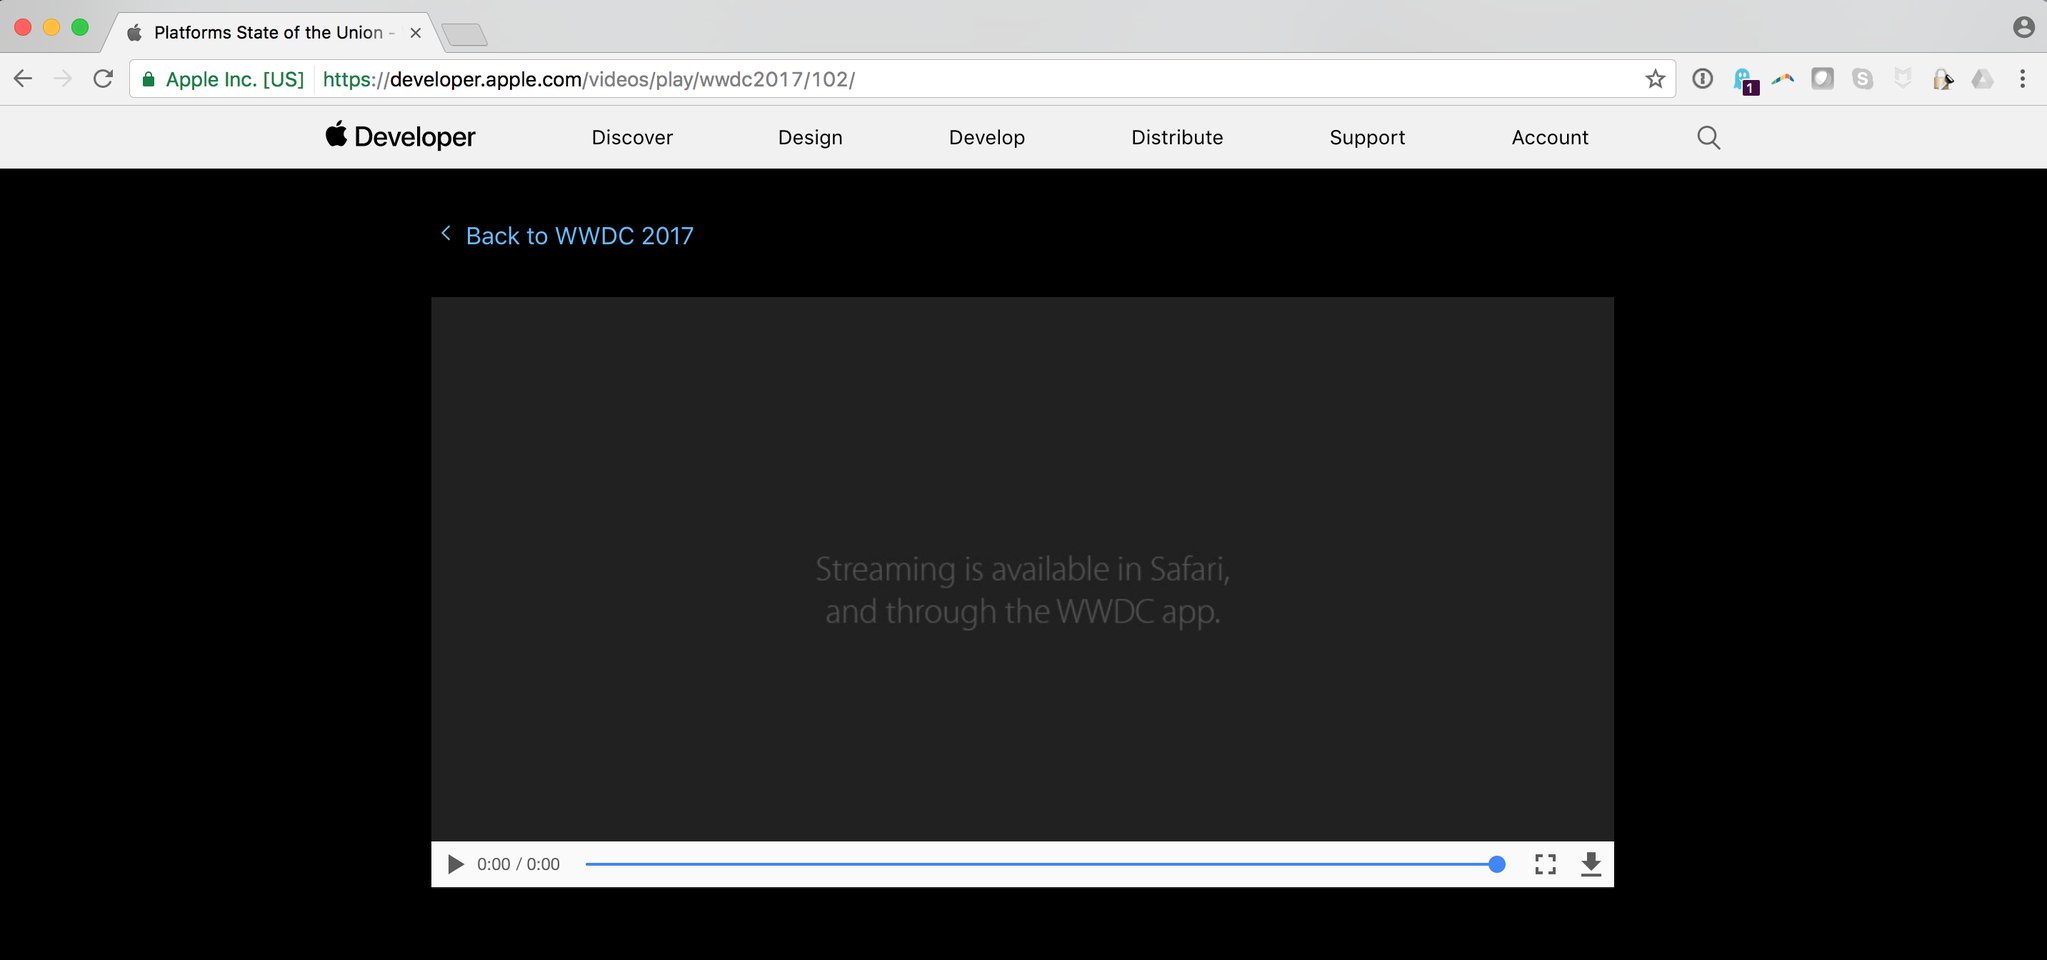 Platforms State of the Union -
Apple Inc. [US] https://developer.apple.com/videos/play/wwdc2017/102/
1
Developer Discover Design Develop Distribute Support Account
Back to WWDC 2017
Streaming is available in Safari,
and through the WWDC app.
0:00 / 0:00